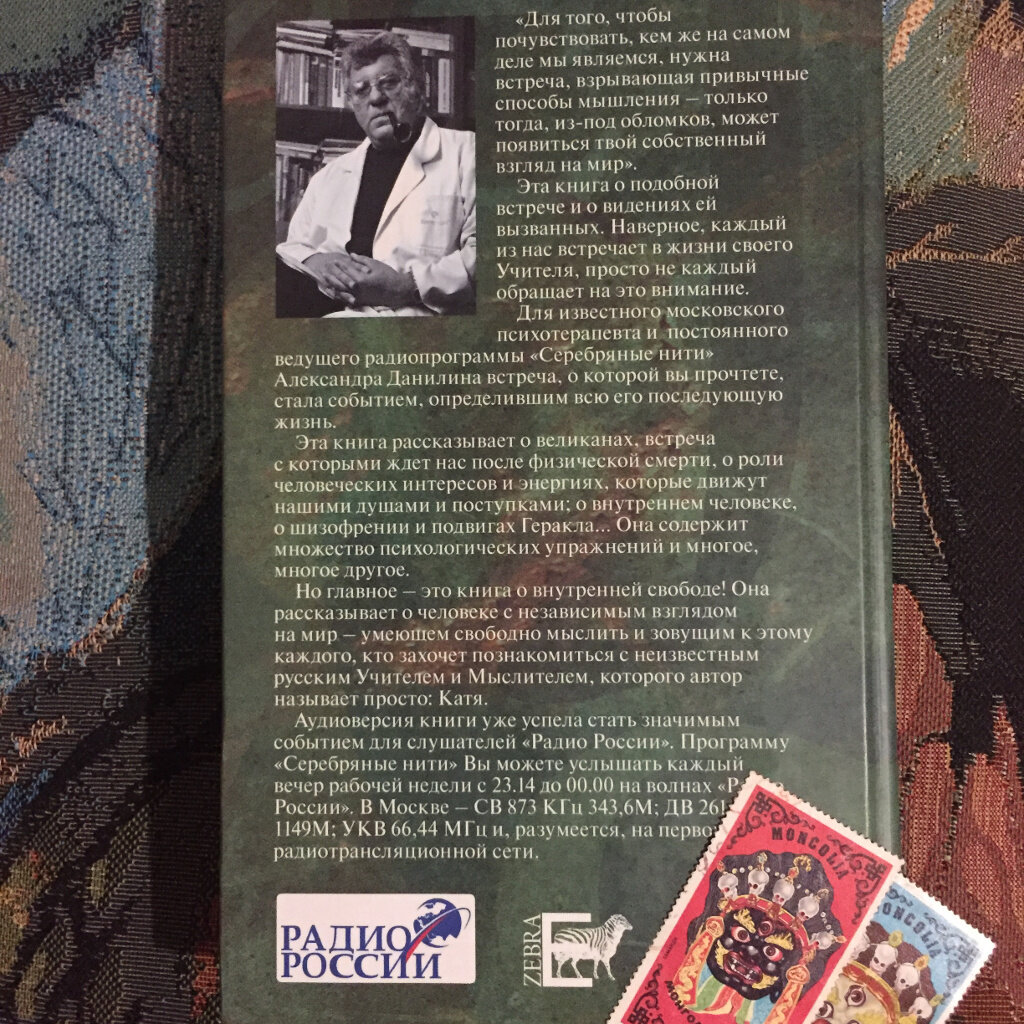 «Для того, чтобы
почувствовать, кем же на самом
деле мы являемся, нужна
встреча, взрывающая привычные
способы мышления – только
тогда, из-под обломков, может
появиться твой собственный
взгляд на мир».
Эта книга о подобной
встрече и о видениях ей
вызванных. Наверное, каждый
из нас встречает в жизни своего
Учителя, просто не каждый
обращает на это внимание.
Для известного московского
психотерапевта и постоянного
ведущего радиопрограммы «Серебряные нити»
Александра Данилина встреча, о которой вы прочтете,
стала событием, определившим всю его последующую
жизнь.
Эта книга рассказывает о великанах, встреча
с которыми ждет нас после физической смерти, о роли
человеческих интересов и энергиях, которые движут
нашими душами и поступками; о внутреннем человеке,
о шизофрении и подвигах Геракла... Она содержит
множество психологических упражнений и многое,
многое другое.
Но главное – это книга о внутренней свободе! Она
рассказывает о человеке с независимым взглядом
на мир – умеющем свободно мыслить и зовущим к этому
каждого, кто захочет познакомиться с неизвестным
русским Учителем и Мыслителем, которого автор
называет просто: Катя.
Аудиоверсия книги уже успела стать значимым
событием для слушателей «Радио России». Программу
«Серебряные нити» Вы можете услышать каждый
вечер рабочей недели с 23.14 до 00.00 на волнах
России». В Москве – СВ 873 КГц 343,6М; ДВ 261
1149М; УКВ 66,44 МГц и, разумеется, на
радиотрансляционной сети.
РАДИО
РОССИИ
ZEBRA E
MONGOLIA
MONGOLIA